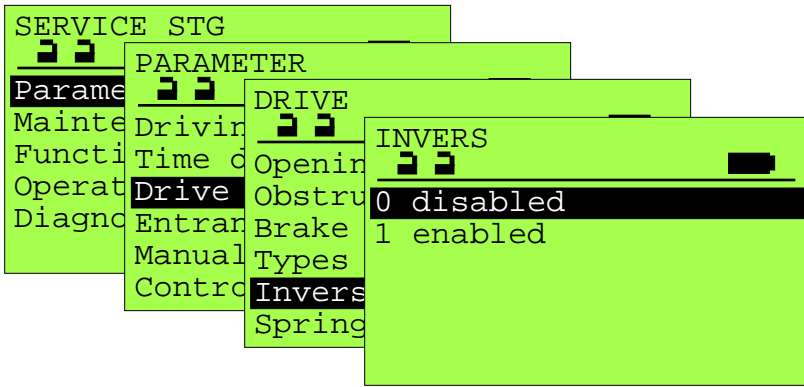 SERVICE STG
Parame
Mainte
Functi
Operat
Diagno
PARAMETER
Drivin
Time d
Drive
Entran
Manual
Contro
DRIVE
Openin
Obstru
Brake
Types
Invers
Spring
INVERS
0 disabled
1 enabled